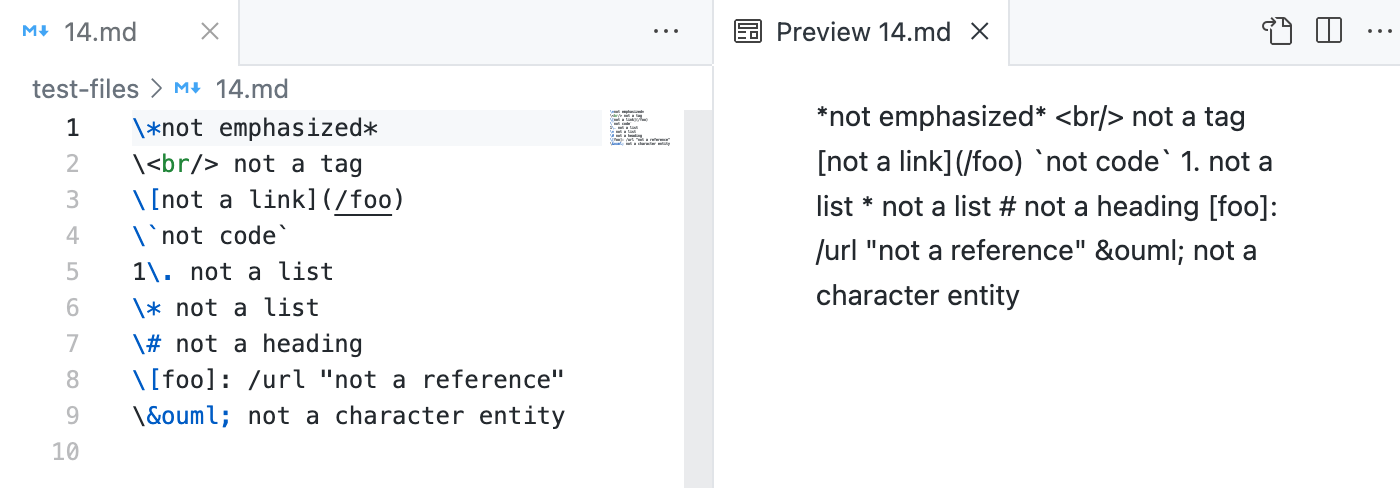 14.md
Preview 14.md
test-files > 14.md
1 \*not emphasized*
2 \<br/> not a tag
3 \[not a link](/foo)
4 \`not code`
5 1\. not a list
6 \* not a list
7 \# not a heading
8 \[foo]: /url "not a reference"
9 \&ouml; not a character entity
10
*not emphasized* <br/> not a tag
[not a link](/foo) `not code` 1. not a
list * not a list # not a heading [foo]:
/url "not a reference" &ouml; not a
character entity